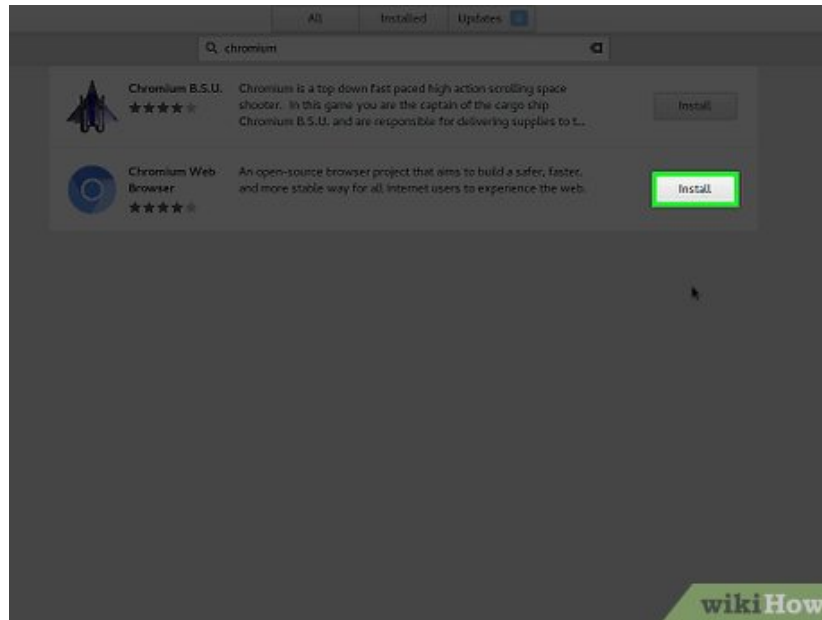 All Installed Updates
chromium
Chromium B.S.U.
Chromium is a top down fast paced high action scrolling space
shooter. In this game you are the captain of the cargo ship
Chromium B.S.U. and are responsible for delivering supplies to t...
Install
Chromium Web
Browser
An open-source browser project that aims to build a safer, faster,
and more stable way for all Internet users to experience the web.
Install
wikiHow